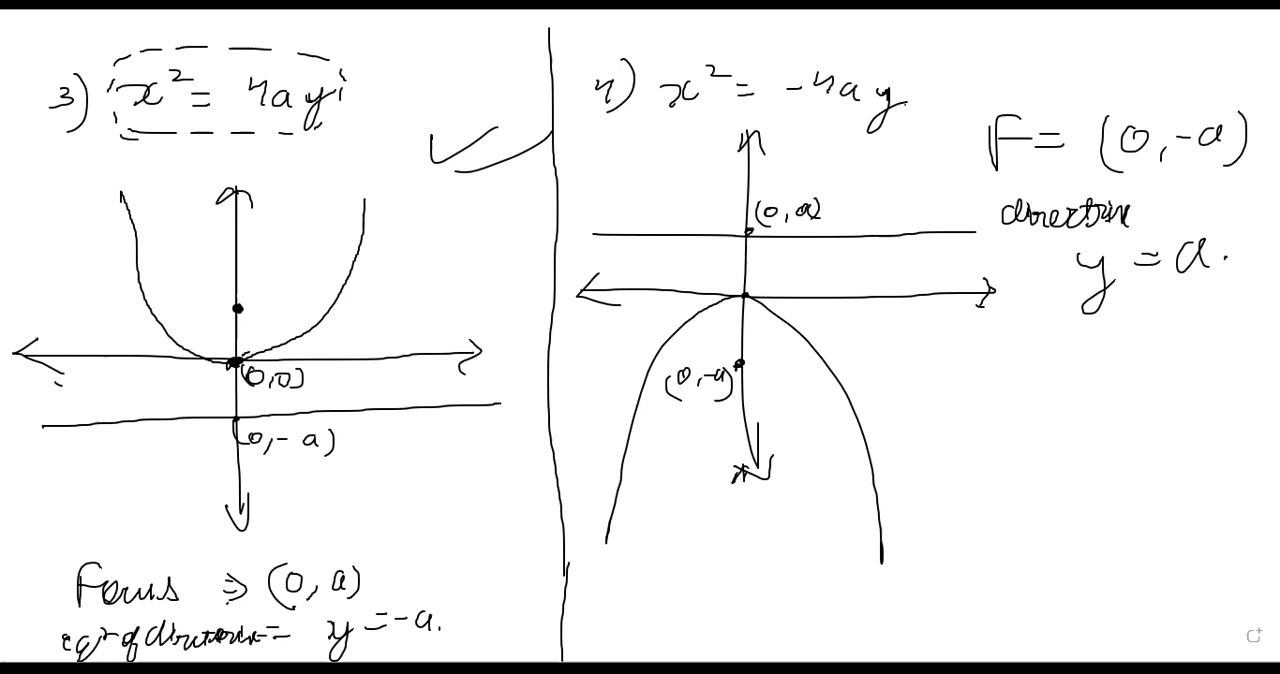 3) x² = 4ay
(0,0)
(0,-a)
Focus ⇒ (0, a)
eqⁿ of directrix = y = -a.
4) x² = -4ay
(0, a)
(0,-a)
F = (0,-a)
directrix
y = a.